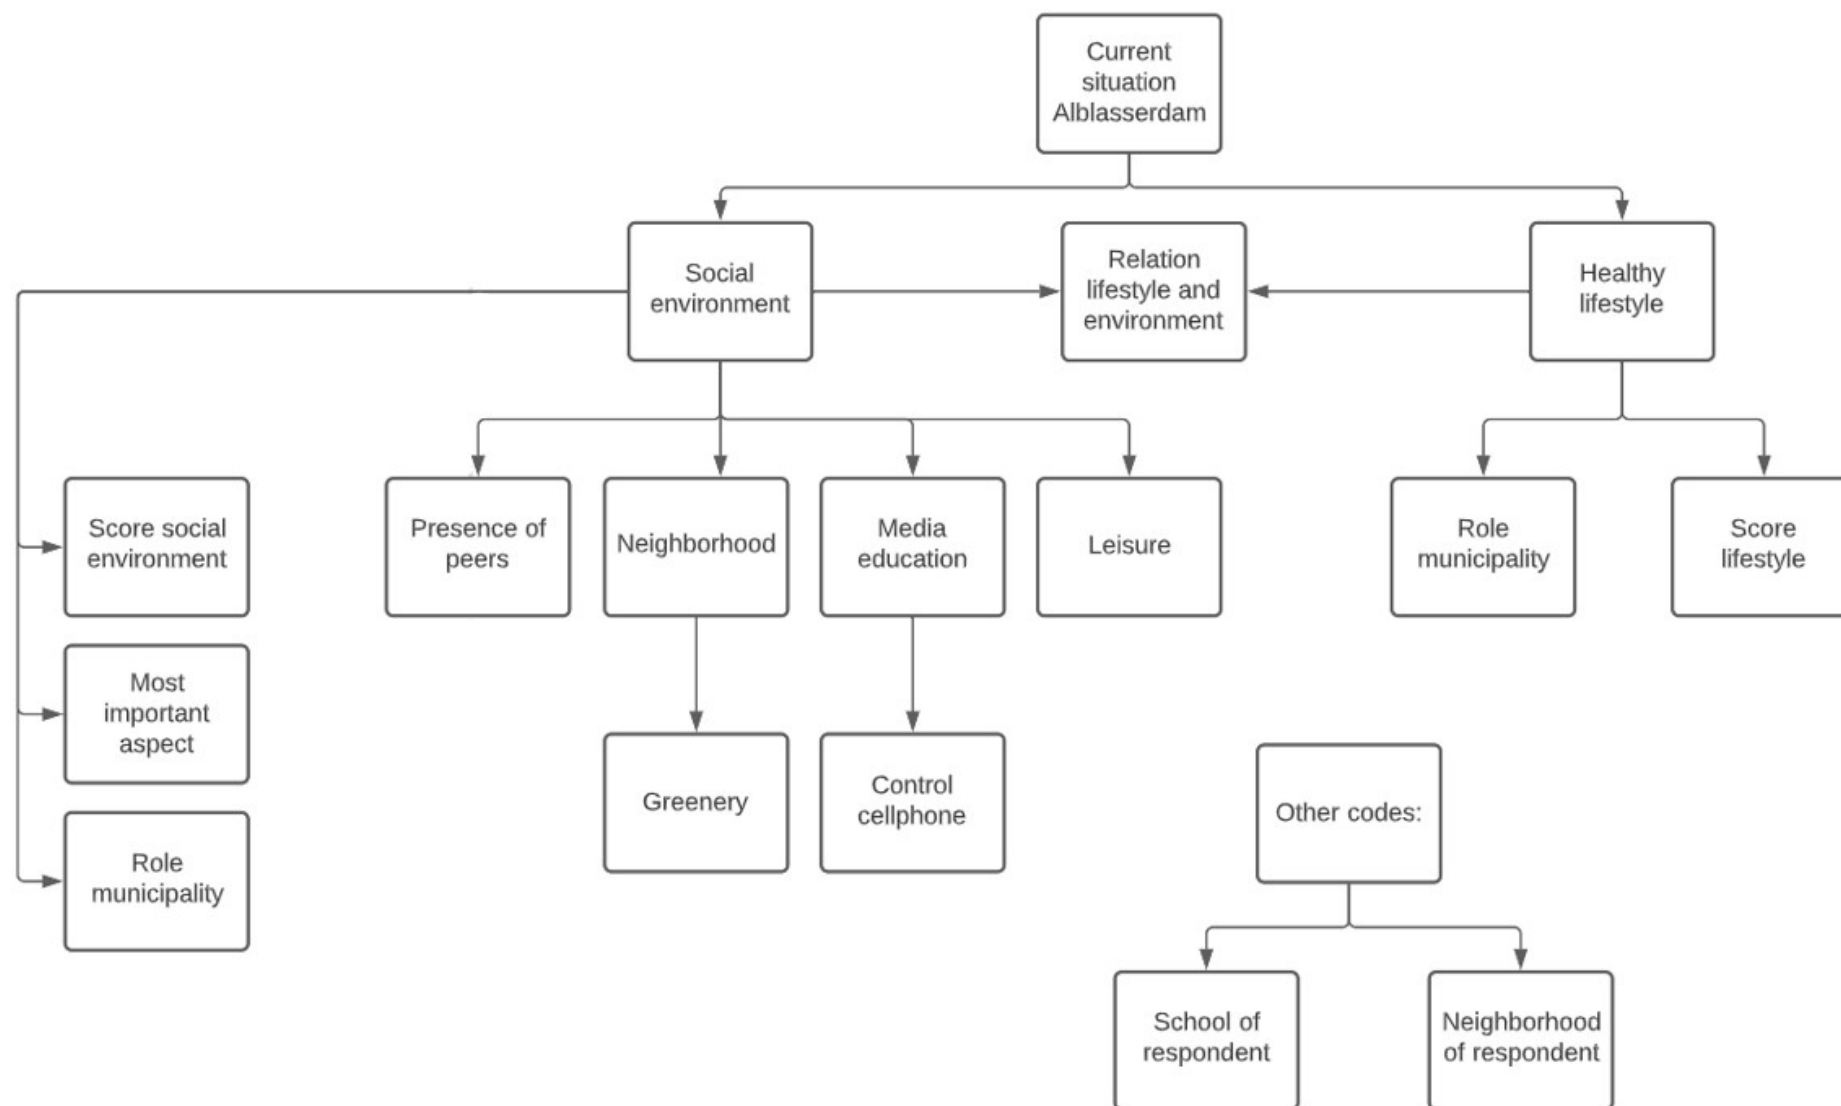 Current
situation
Alblasserdam
Social
environment
Relation
lifestyle and
environment
Healthy
lifestyle
Score social
environment
Presence of
peers
Neighborhood
Media
education
Leisure
Role
municipality
Score
lifestyle
Most
important
aspect
Greenery
Control
cellphone
Other codes:
Role
municipality
School of
respondent
Neighborhood
of respondent